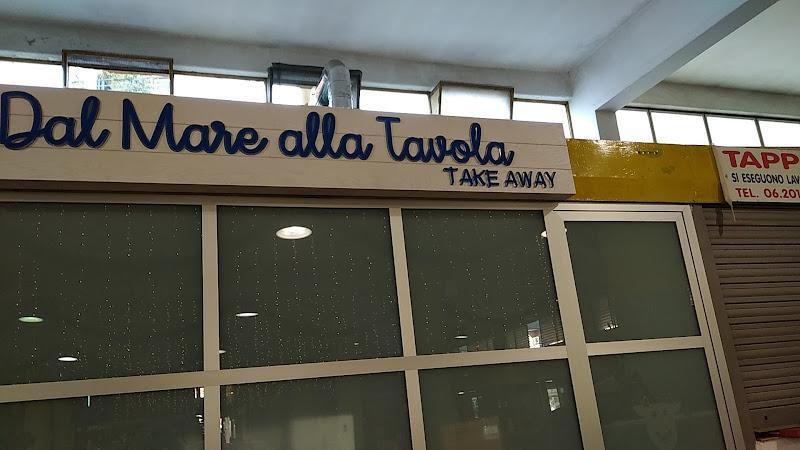 Dal Mare alla Tavola
TAKE AWAY
TAPP
SI ESEGUONO LAV
TEL. 06.201